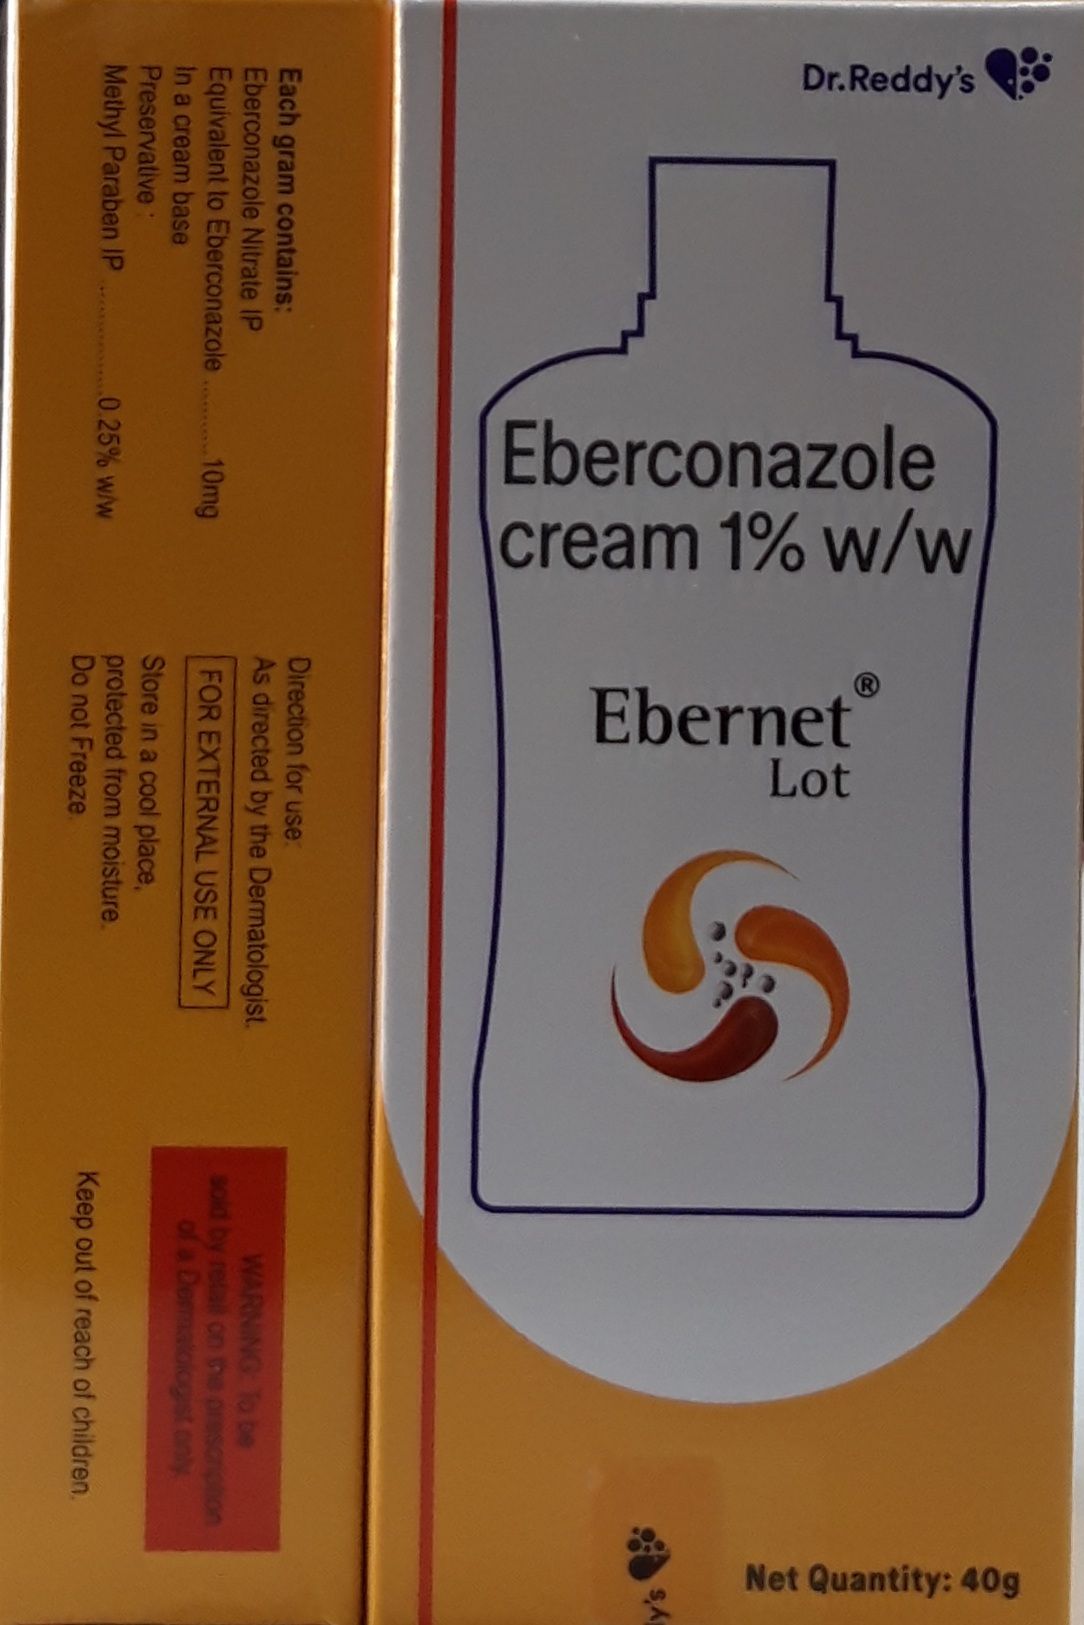 Dr.Reddy's
Eberconazole
cream 1% w/w
Ebernet®
Lot
Net Quantity: 40g
y's
Each gram contains:
Eberconazole Nitrate IP
Equivalent to Eberconazole ..........10mg
In a cream base
Preservative :
Methyl Paraben IP ...............0.25% w/w
Direction for use:
As directed by the Dermatologist.
FOR EXTERNAL USE ONLY
Store in a cool place,
protected from moisture.
Do not Freeze.
WARNING: To be
sold by retail on the prescription
of a Dermatologist only.
Keep out of reach of children.